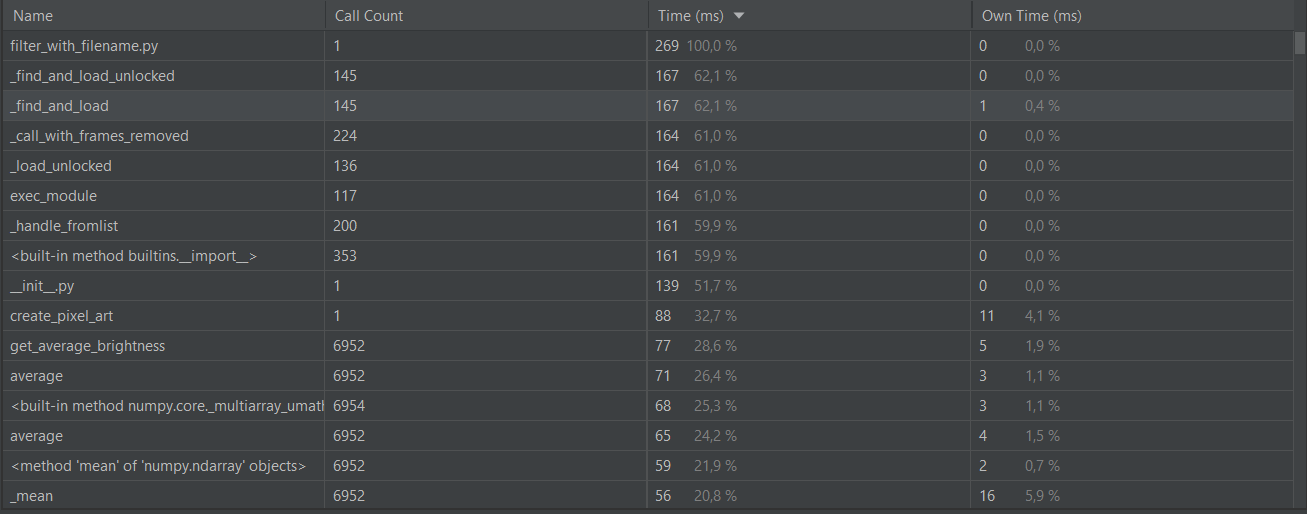 Name Call Count Time (ms) Own Time (ms)
filter_with_filename.py 1 269 100,0 % 0 0,0 %
_find_and_load_unlocked 145 167 62,1 % 0 0,0 %
_find_and_load 145 167 62,1 % 1 0,4 %
_call_with_frames_removed 224 164 61,0 % 0 0,0 %
_load_unlocked 136 164 61,0 % 0 0,0 %
exec_module 117 164 61,0 % 0 0,0 %
_handle_fromlist 200 161 59,9 % 0 0,0 %
<built-in method builtins.__import__> 353 161 59,9 % 0 0,0 %
__init__.py 1 139 51,7 % 0 0,0 %
create_pixel_art 1 88 32,7 % 11 4,1 %
get_average_brightness 6952 77 28,6 % 5 1,9 %
average 6952 71 26,4 % 3 1,1 %
<built-in method numpy.core._multiarray_umath 6954 68 25,3 % 3 1,1 %
average 6952 65 24,2 % 4 1,5 %
<method 'mean' of 'numpy.ndarray' objects> 6952 59 21,9 % 2 0,7 %
_mean 6952 56 20,8 % 16 5,9 %